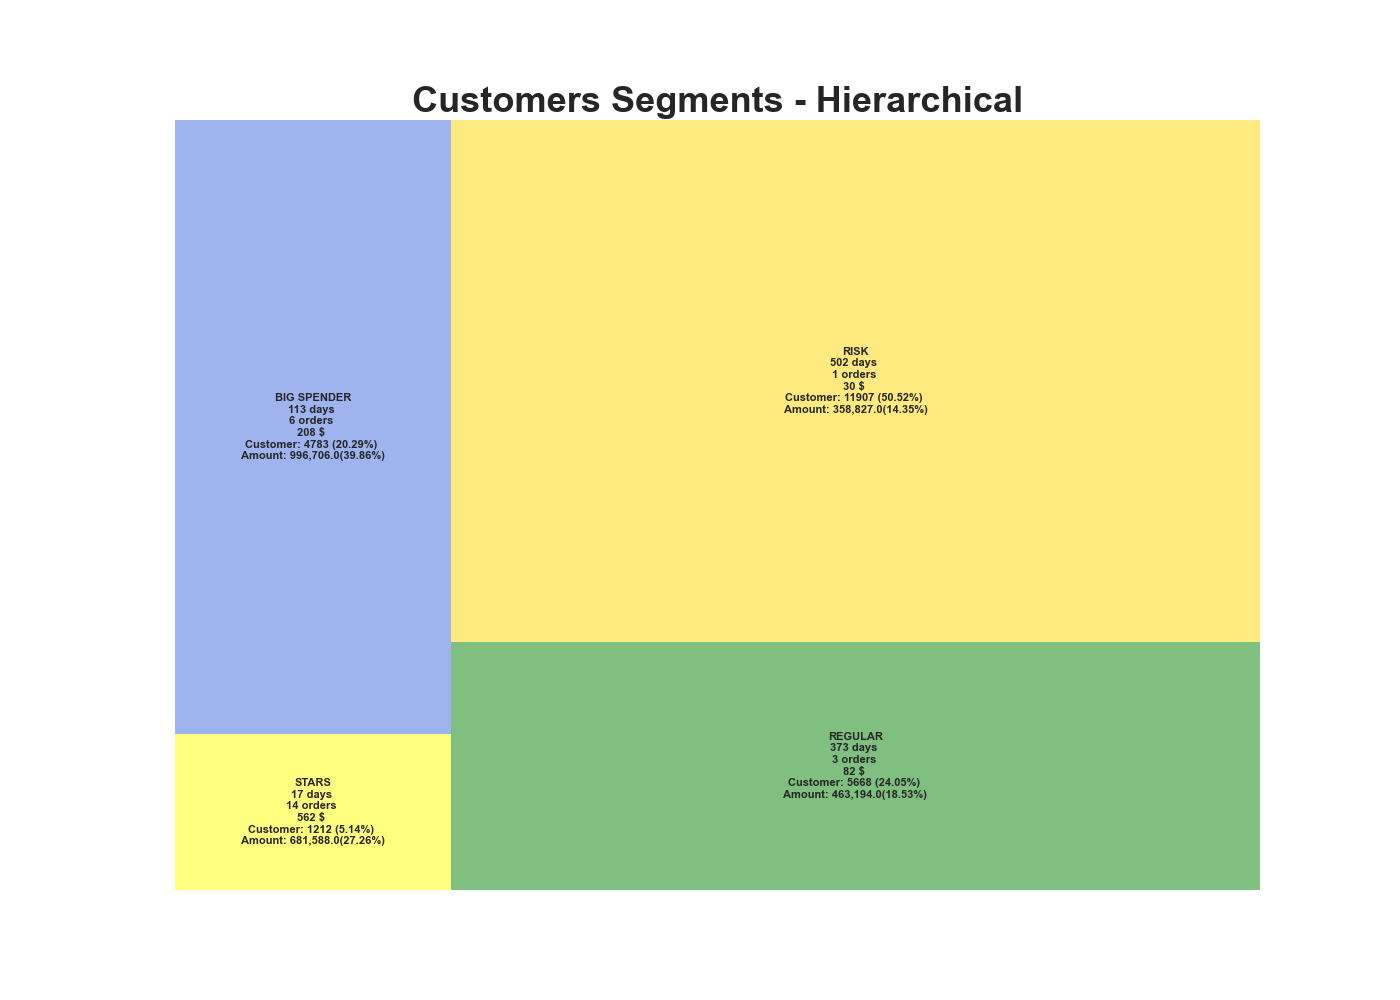 Customers Segments - Hierarchical
BIG SPENDER
113 days
6 orders
208 $
Customer: 4783 (20.29%)
Amount: 996,706.0(39.86%)
RISK
502 days
1 orders
30 $
Customer: 11907 (50.52%)
Amount: 358,827.0(14.35%)
STARS
17 days
14 orders
562 $
Customer: 1212 (5.14%)
Amount: 681,588.0(27.26%)
REGULAR
373 days
3 orders
82 $
Customer: 5668 (24.05%)
Amount: 463,194.0(18.53%)